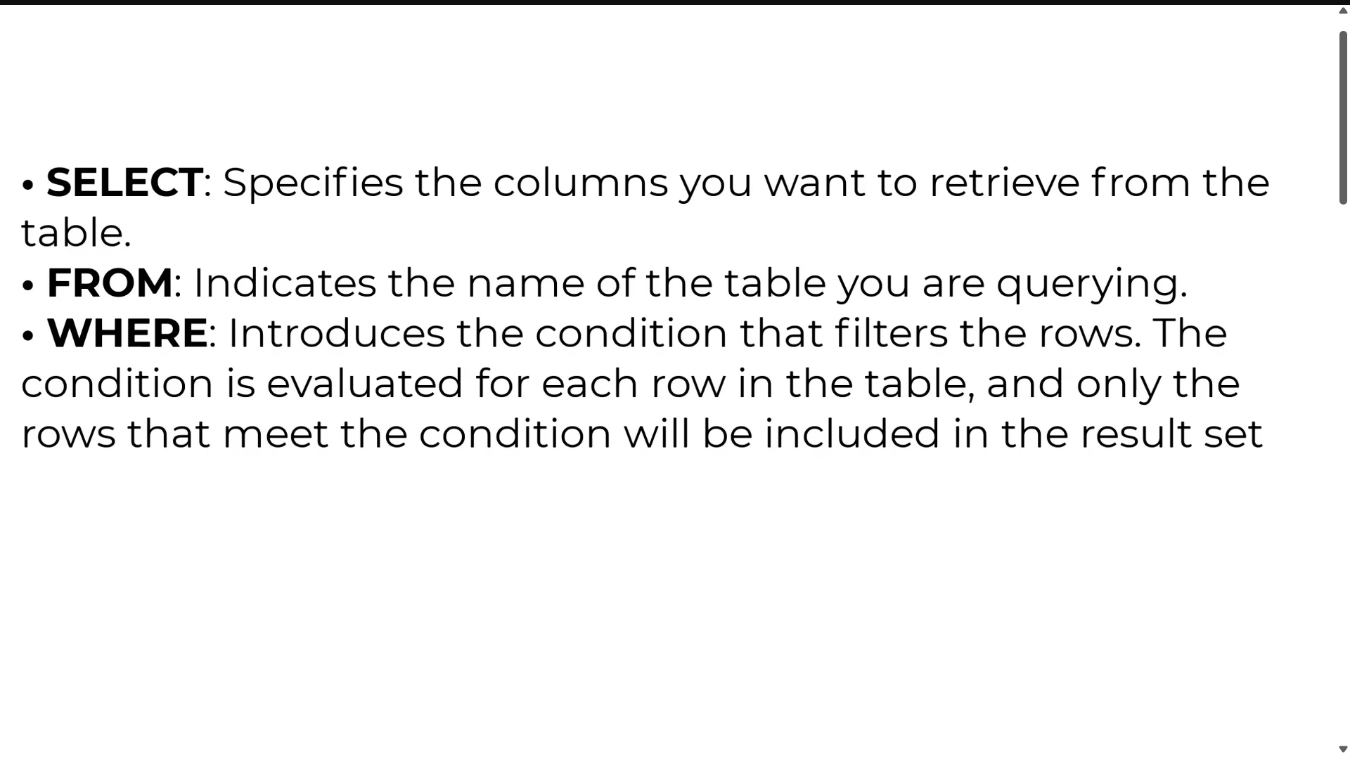 • SELECT: Specifies the columns you want to retrieve from the
table.
• FROM: Indicates the name of the table you are querying.
• WHERE: Introduces the condition that filters the rows. The
condition is evaluated for each row in the table, and only the
rows that meet the condition will be included in the result set